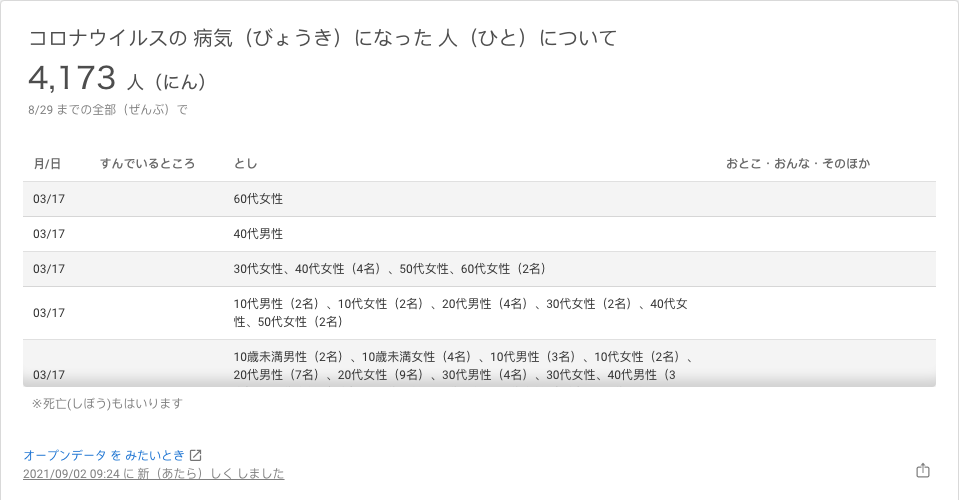 コロナウイルスの 病気（びょうき）になった 人（ひと）について
4,173 人（にん）
8/29 までの全部（ぜんぶ）で
月/日 すんでいるところ とし おとこ・おんな・そのほか
03/17 60代女性
03/17 40代男性
03/17 30代女性、40代女性（4名）、50代女性、60代女性（2名）
03/17 10代男性（2名）、10代女性（2名）、20代男性（4名）、30代女性（2名）、40代女
性、50代女性（2名）
10歳未満男性（2名）、10歳未満女性（4名）、10代男性（3名）、10代女性（2名）、
03/17 20代男性（7名）、20代女性（9名）、30代男性（4名）、30代女性、40代男性（3
※死亡(しぼう)もはいります
オープンデータ を みたいとき
2021/09/02 09:24 に 新（あたら）しく しました